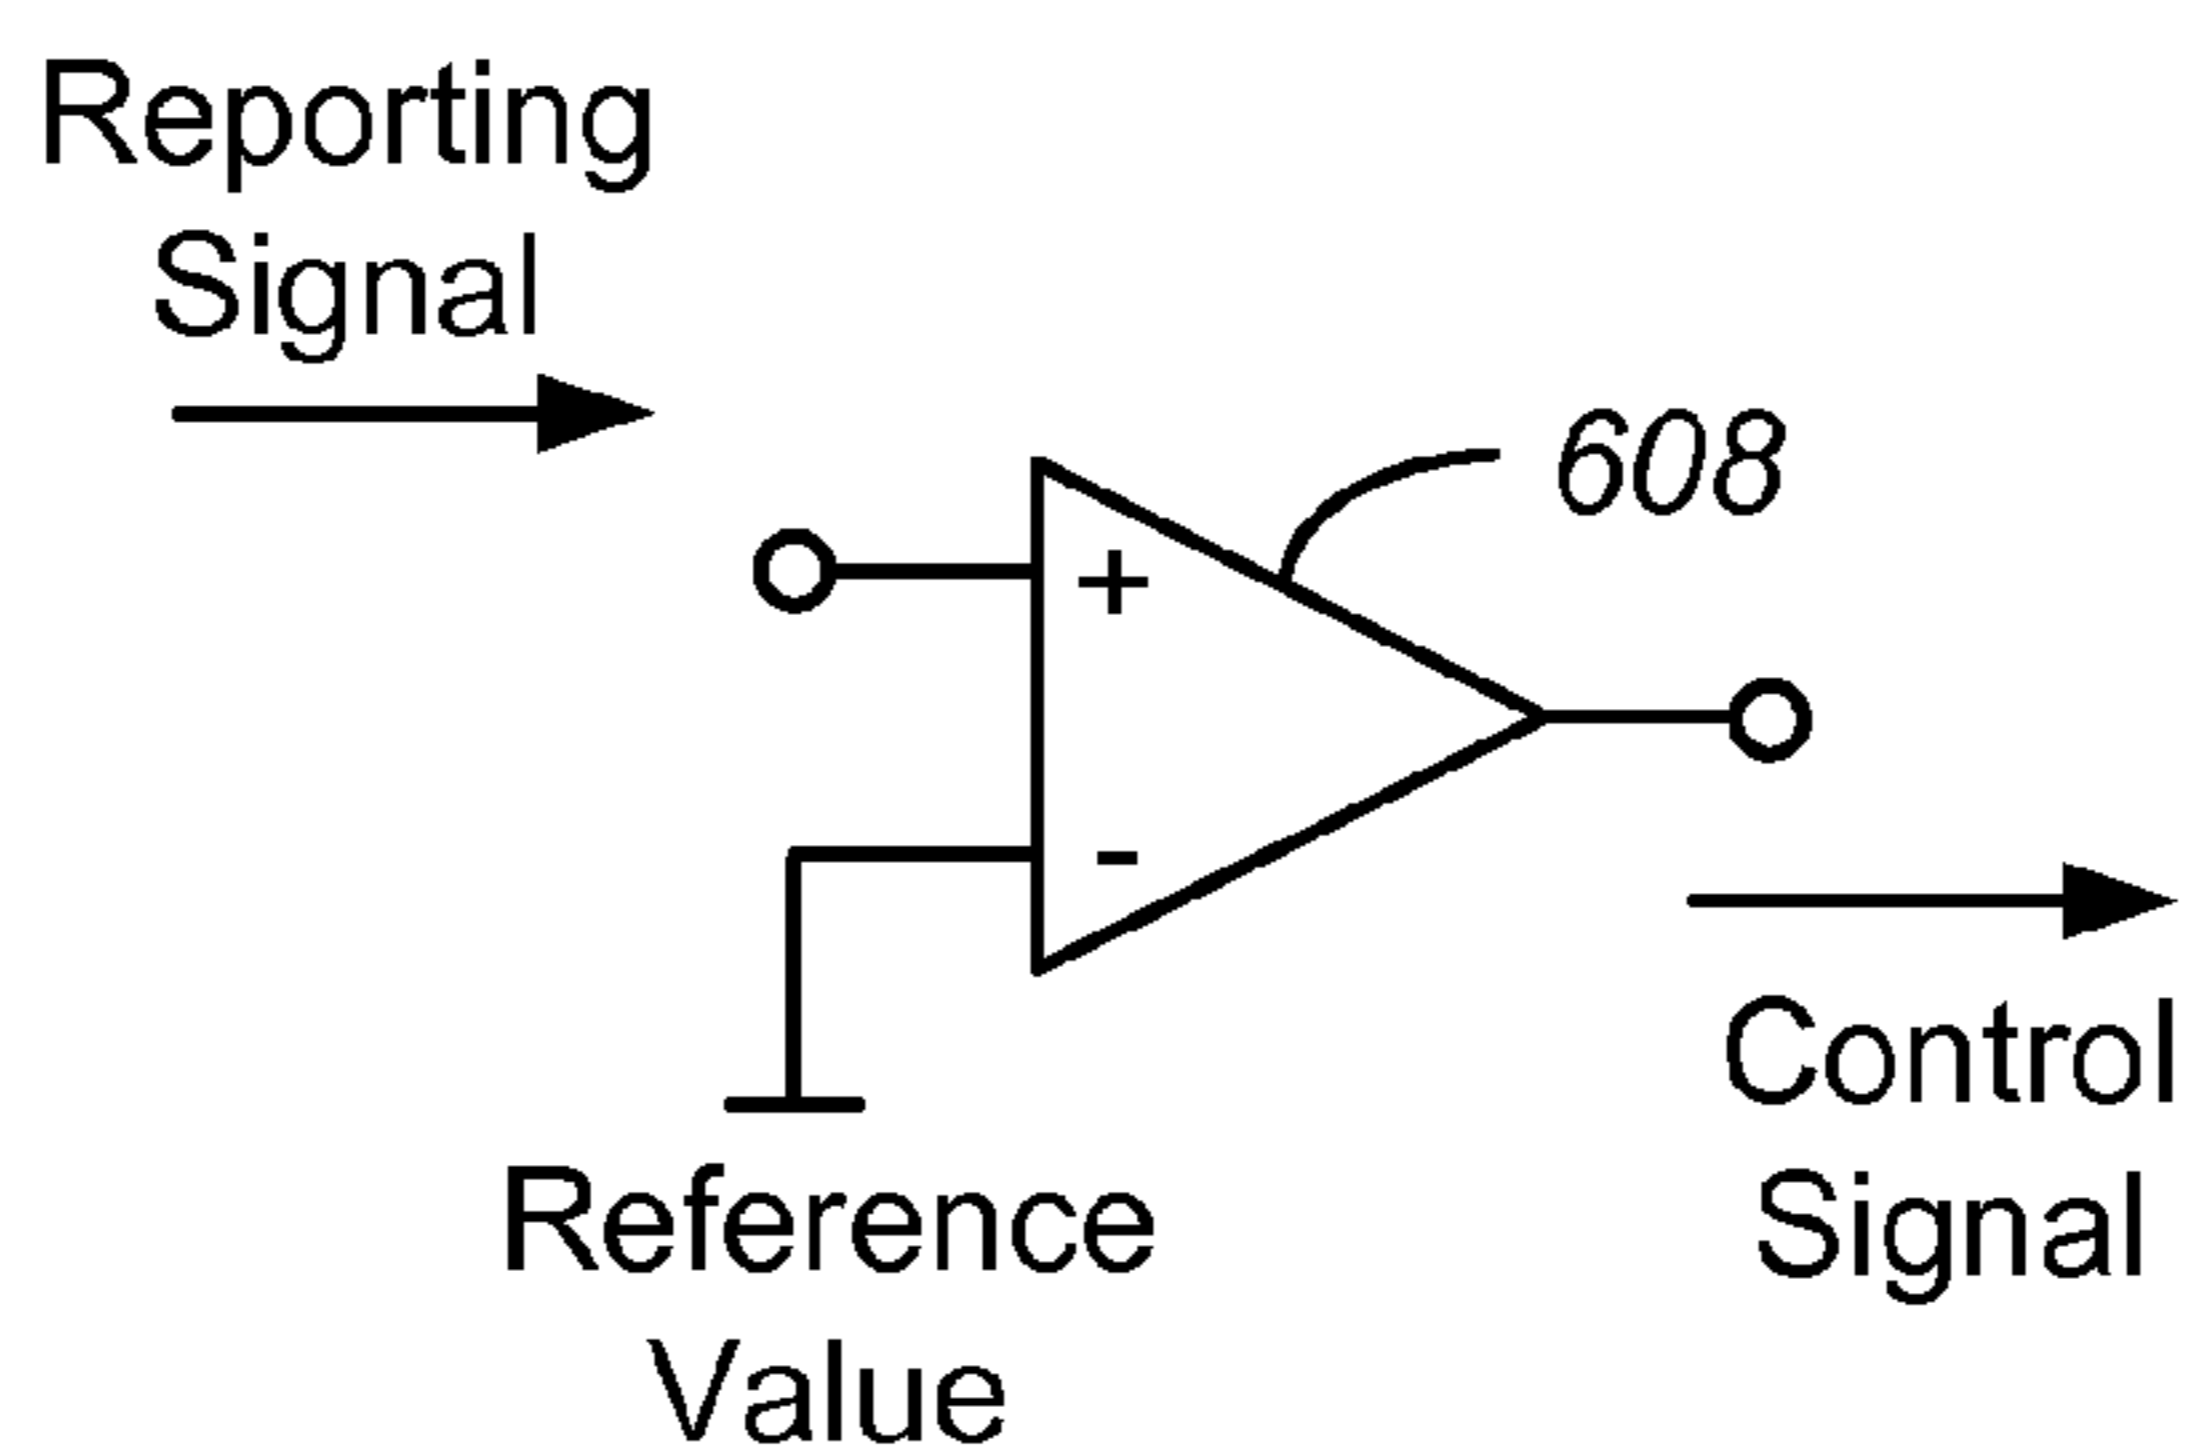 Reporting
Signal
608
+
-
Control
Signal
Reference
Value